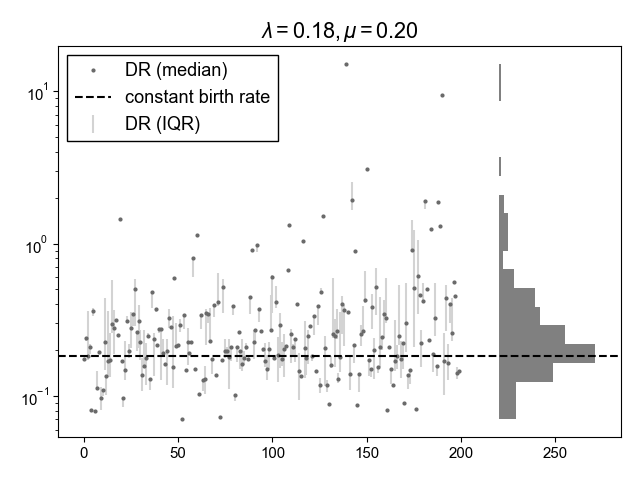 λ = 0.18, μ = 0.20
DR (median)
constant birth rate
DR (IQR)
10¹
10⁰
10⁻¹
0 50 100 150 200 250